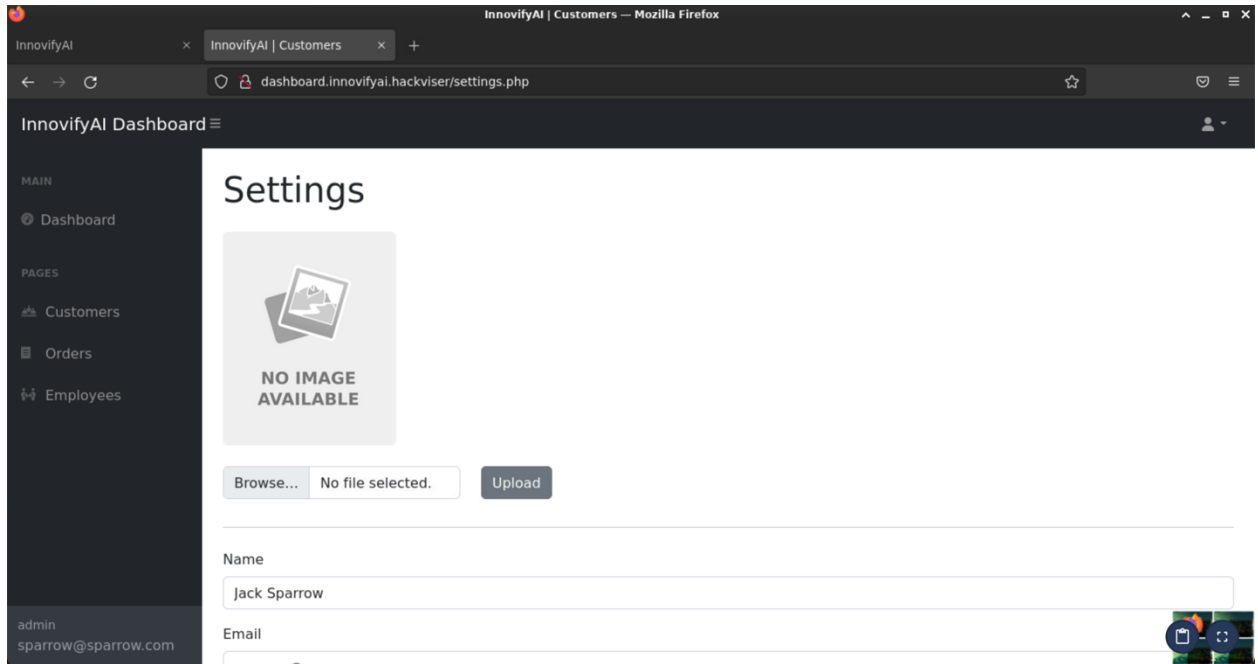 InnovifyAI | Customers — Mozilla Firefox
InnovifyAI
InnovifyAI | Customers
dashboard.innovifyai.hackviser/settings.php
InnovifyAI Dashboard
MAIN
Dashboard
PAGES
Customers
Orders
Employees
admin
sparrow@sparrow.com
Settings
NO IMAGE
AVAILABLE
Browse... No file selected. Upload
Name
Jack Sparrow
Email